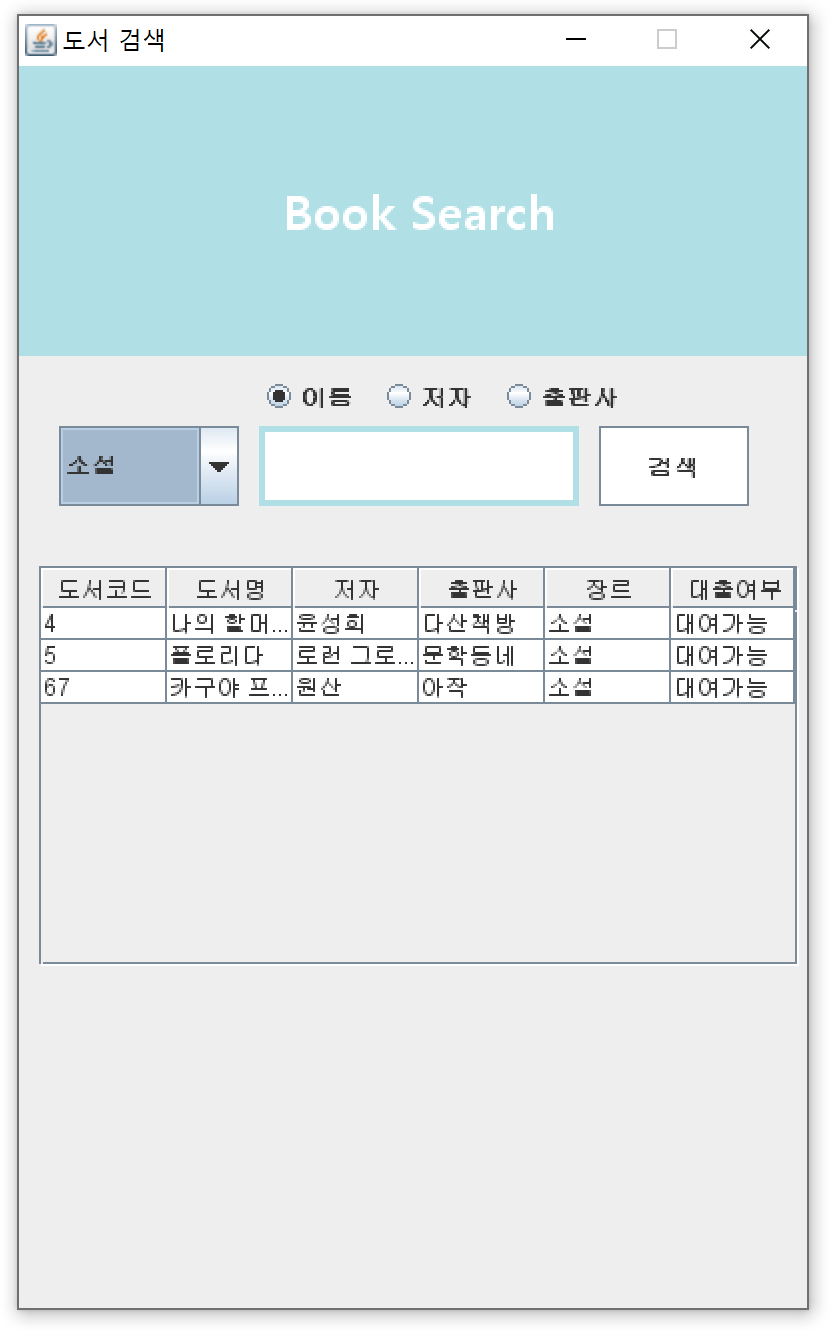 도서 검색
Book Search
이름 저자 출판사
소설 검색
도서코드 도서명 저자 출판사 장르 대출여부
4 나의 할머... 윤성희 다산책방 소설 대여가능
5 플로리다 로런 그로... 문학동네 소설 대여가능
67 카구야 프... 원산 아작 소설 대여가능